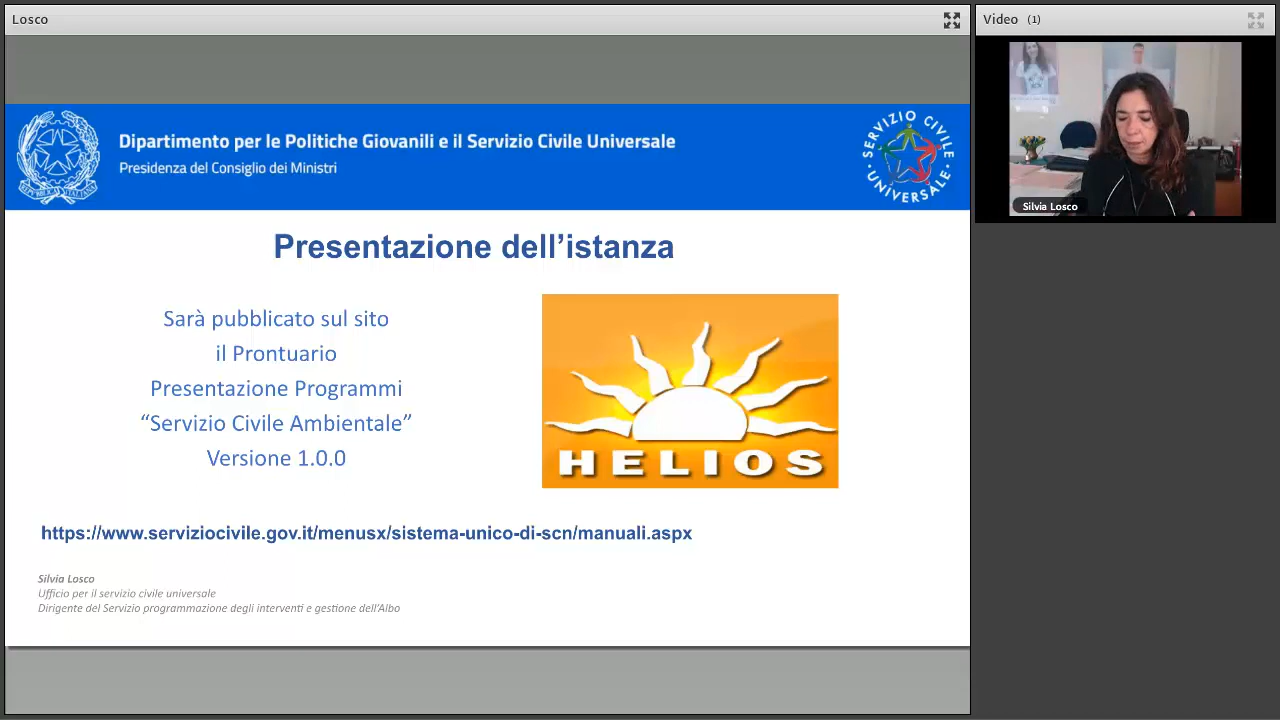 Losco
Video (1)
Dipartimento per le Politiche Giovanili e il Servizio Civile Universale
Presidenza del Consiglio dei Ministri
REPVBBLICA ITALIANA
SERVIZIO CIVILE UNIVERSALE
Silvia Losco
Presentazione dell’istanza
Sarà pubblicato sul sito
il Prontuario
Presentazione Programmi
“Servizio Civile Ambientale”
Versione 1.0.0
HELIOS
https://www.serviziocivile.gov.it/menusx/sistema-unico-di-scn/manuali.aspx
Silvia Losco
Ufficio per il servizio civile universale
Dirigente del Servizio programmazione degli interventi e gestione dell’Albo